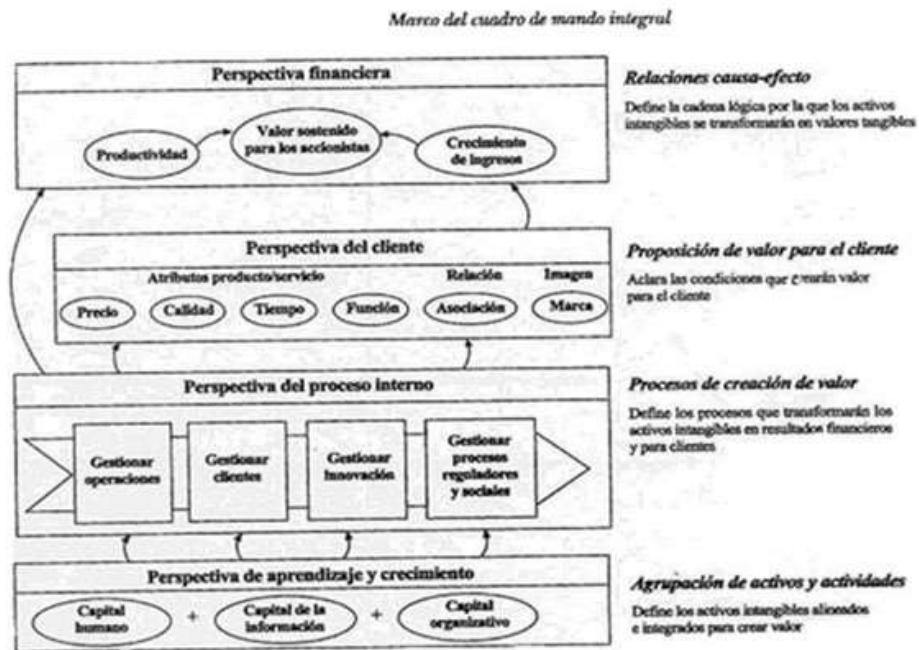 Marco del cuadro de mando integral
Perspectiva financiera
Productividad
Valor sostenido
para los accionistas
Crecimiento
de ingresos
Relaciones causa-efecto
Define la cadena lógica por la que los activos
intangibles se transformarán en valores tangibles
Perspectiva del cliente
Atributos producto/servicio
Relación
Imagen
Precio
Calidad
Tiempo
Función
Asociación
Marca
Proposición de valor para el cliente
Aclara las condiciones que crearán valor
para el cliente
Perspectiva del proceso interno
Gestionar
operaciones
Gestionar
clientes
Gestionar
Innovación
Gestionar
procesos
reguladores
y sociales
Procesos de creación de valor
Define los procesos que transformarán los
activos intangibles en resultados financieros
y para clientes
Perspectiva de aprendizaje y crecimiento
Capital
humano
+
Capital de la
información
+
Capital
organizativo
Agrupación de activos y actividades
Define los activos intangibles alineados
e integrados para crear valor